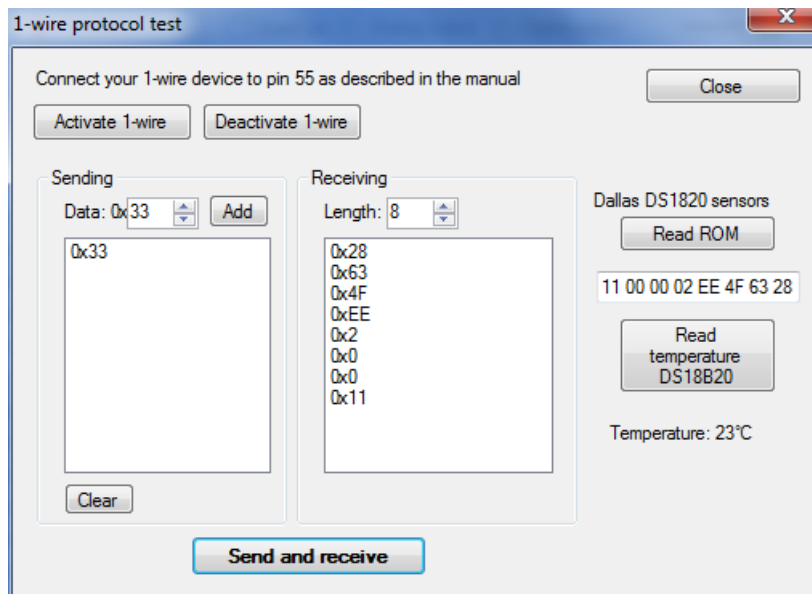 1-wire protocol test
X
Connect your 1-wire device to pin 55 as described in the manual
Close
Activate 1-wire
Deactivate 1-wire
Sending
Data: 0x 33
Add
0x33
Clear
Receiving
Length: 8
0x28
0x63
0x4F
0xEE
0x2
0x0
0x0
0x11
Dallas DS1820 sensors
Read ROM
11 00 00 02 EE 4F 63 28
Read
temperature
DS18B20
Temperature: 23°C
Send and receive